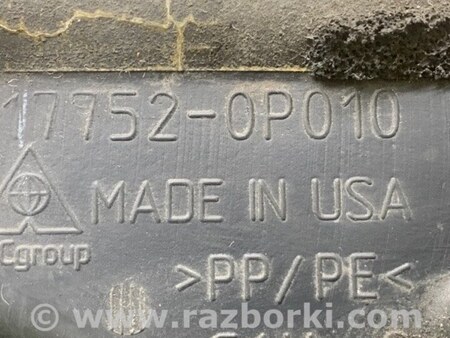 17752-0P010
MADE IN USA
Cgroup
>PP/PE<
© www.razborki.com